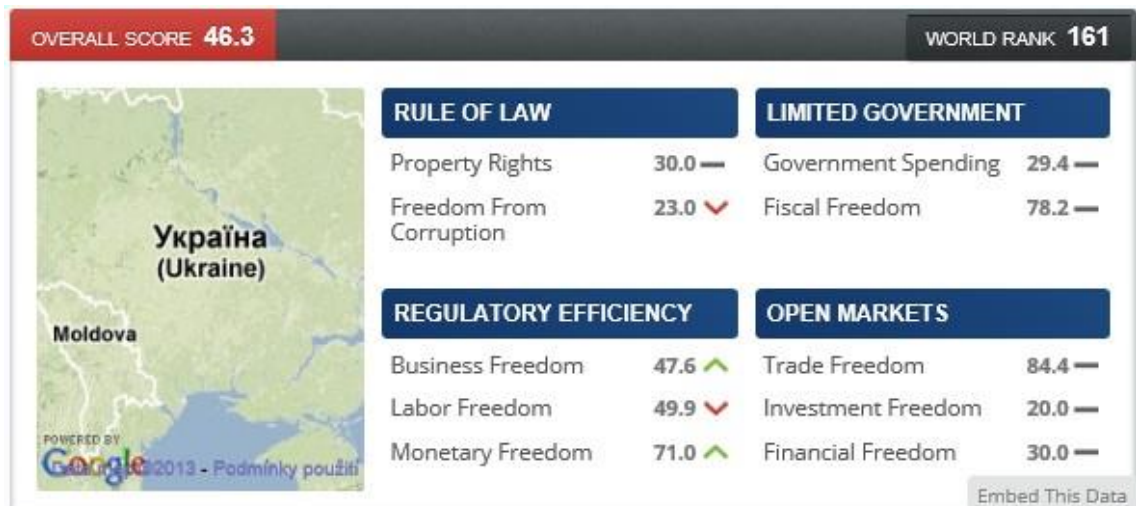 OVERALL SCORE 46.3
WORLD RANK 161
Україна
(Ukraine)
Moldova
POWERED BY
Google
©2013 - Podmínky použití
RULE OF LAW
Property Rights 30.0
Freedom From
Corruption 23.0
LIMITED GOVERNMENT
Government Spending 29.4
Fiscal Freedom 78.2
REGULATORY EFFICIENCY
Business Freedom 47.6
Labor Freedom 49.9
Monetary Freedom 71.0
OPEN MARKETS
Trade Freedom 84.4
Investment Freedom 20.0
Financial Freedom 30.0
Embed This Data